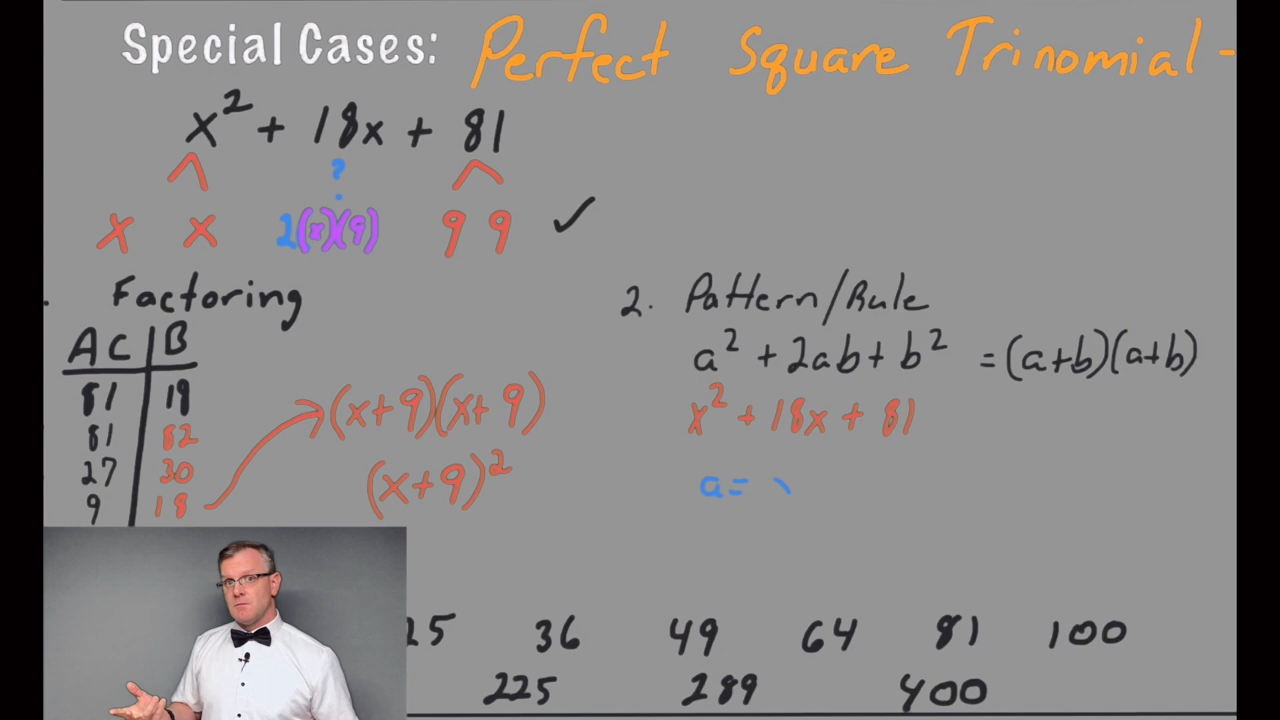 Special Cases: Perfect Square Trinomial -
x² + 18x + 81
?
x x 2(x)(9) 9 9 ✓
. Factoring
AC B
81 18
81 82
27 30
9 18
(x+9)(x+9)
(x+9)²
2. Pattern/Rule
a² + 2ab + b² = (a+b)(a+b)
x² + 18x + 81
a =
25 36 49 64 81 100
225 289 400